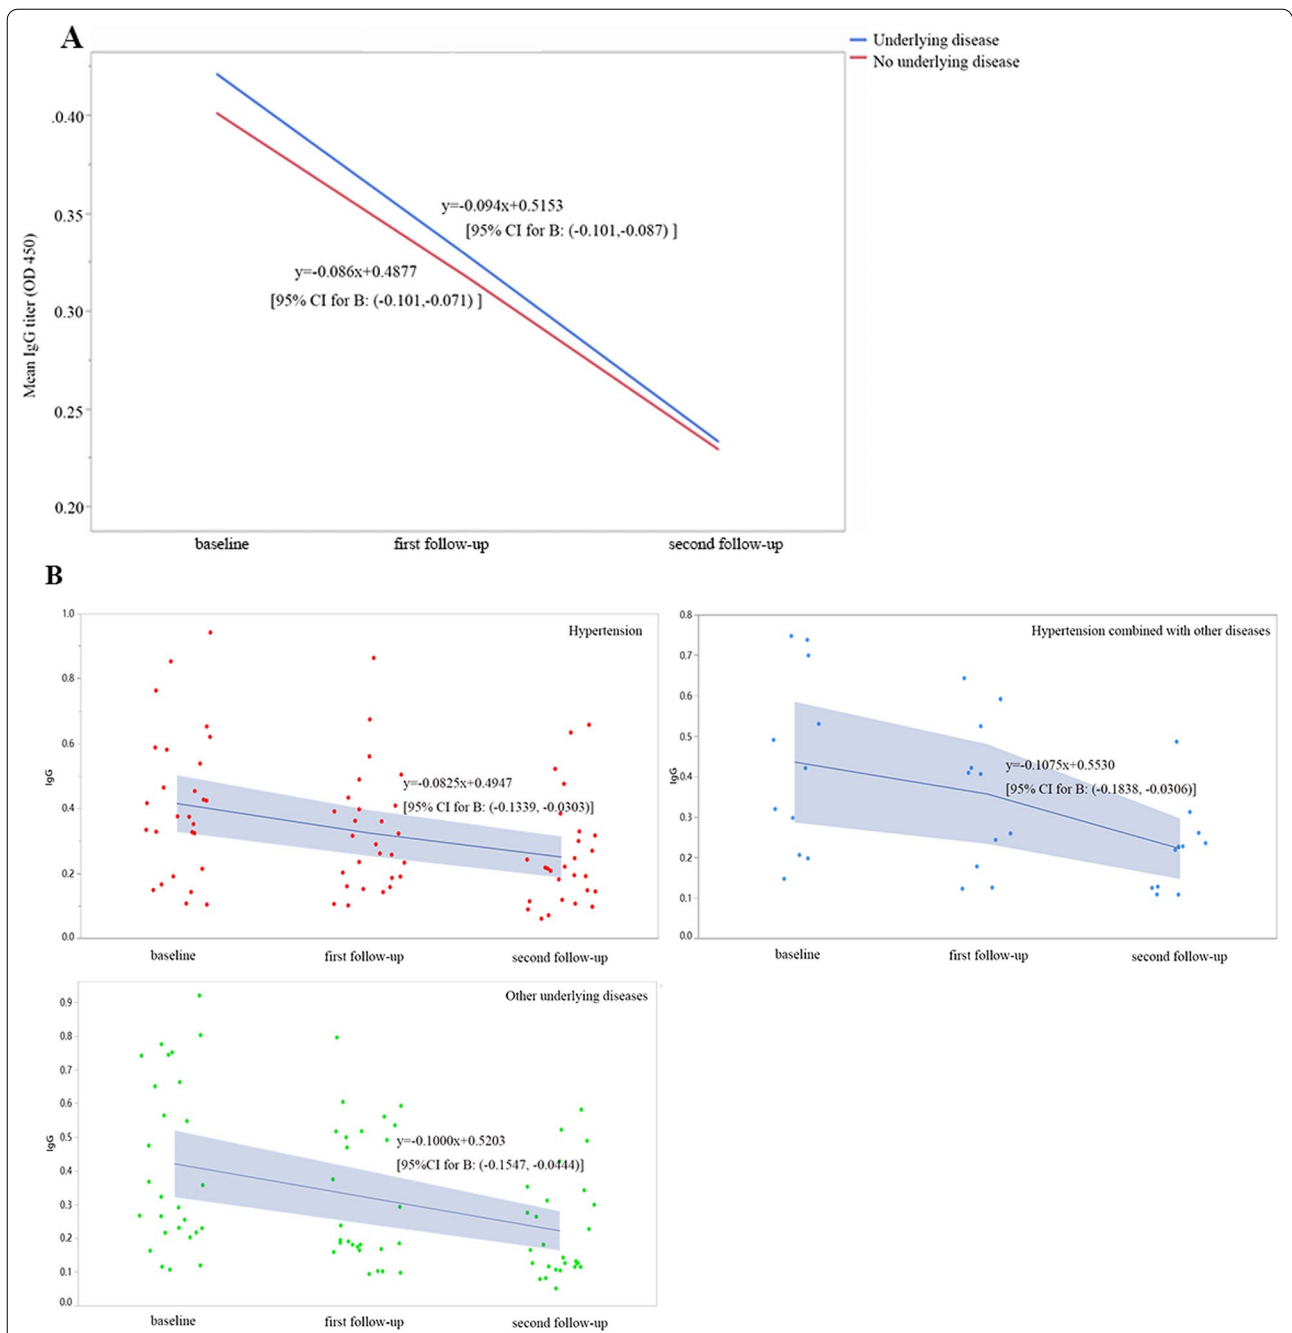 A
Underlying disease
No underlying disease
.0.40
0.35
0.30
0.25
0.20
Mean IgG titer (OD 450)
y=-0.094x+0.5153
[95% CI for B: (-0.101,-0.087) ]
y=-0.086x+0.4877
[95% CI for B: (-0.101,-0.071) ]
baseline first follow-up second follow-up
B
Hypertension
1.0
0.8
0.6
0.4
0.2
0.0
IgG
y=-0.0825x+0.4947
[95% CI for B: (-0.1339, -0.0303)]
baseline first follow-up second follow-up
Hypertension combined with other diseases
0.8
0.7
0.6
0.5
0.4
0.3
0.2
0.1
0.0
IgG
y=-0.1075x+0.5530
[95% CI for B: (-0.1838, -0.0306)]
baseline first follow-up second follow-up
Other underlying diseases
0.9
0.8
0.7
0.6
0.5
0.4
0.3
0.2
0.1
0.0
IgG
y=-0.1000x+0.5203
[95%CI for B: (-0.1547, -0.0444)]
baseline first follow-up second follow-up